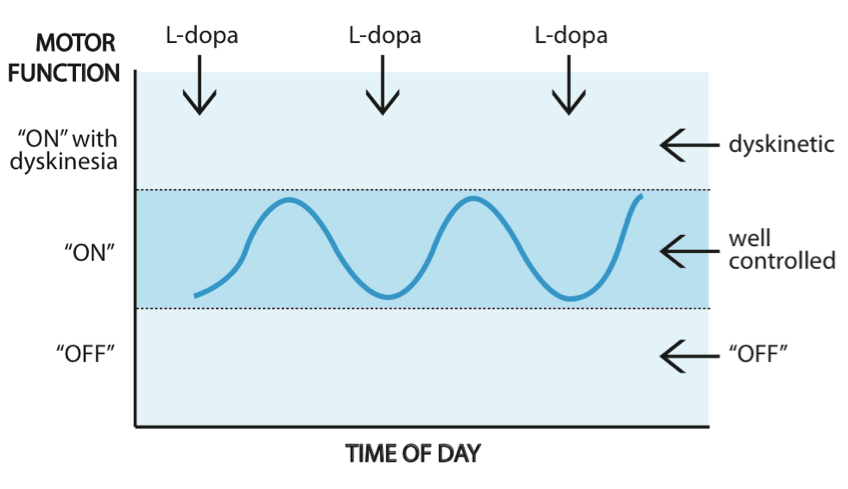 L-dopa L-dopa L-dopa
MOTOR
FUNCTION
“ON” with
dyskinesia
dyskinetic
“ON”
well
controlled
“OFF”
“OFF”
TIME OF DAY